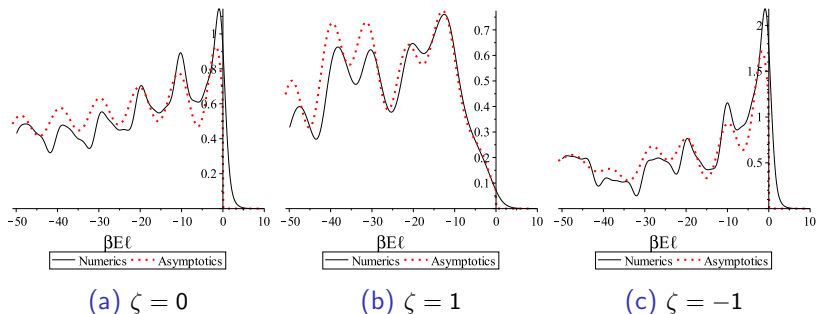 1
0.8
0.6
0.4
0.2
−50 −40 −30 −20 −10 0 10
βEℓ
Numerics Asymptotics
(a) ζ = 0
0.7
0.6
0.5
0.4
0.3
0.2
0.1
−50 −40 −30 −20 −10 0 10
βEℓ
Numerics Asymptotics
(b) ζ = 1
2
1.5
1
0.5
−50 −40 −30 −20 −10 0 10
βEℓ
Numerics Asymptotics
(c) ζ = −1